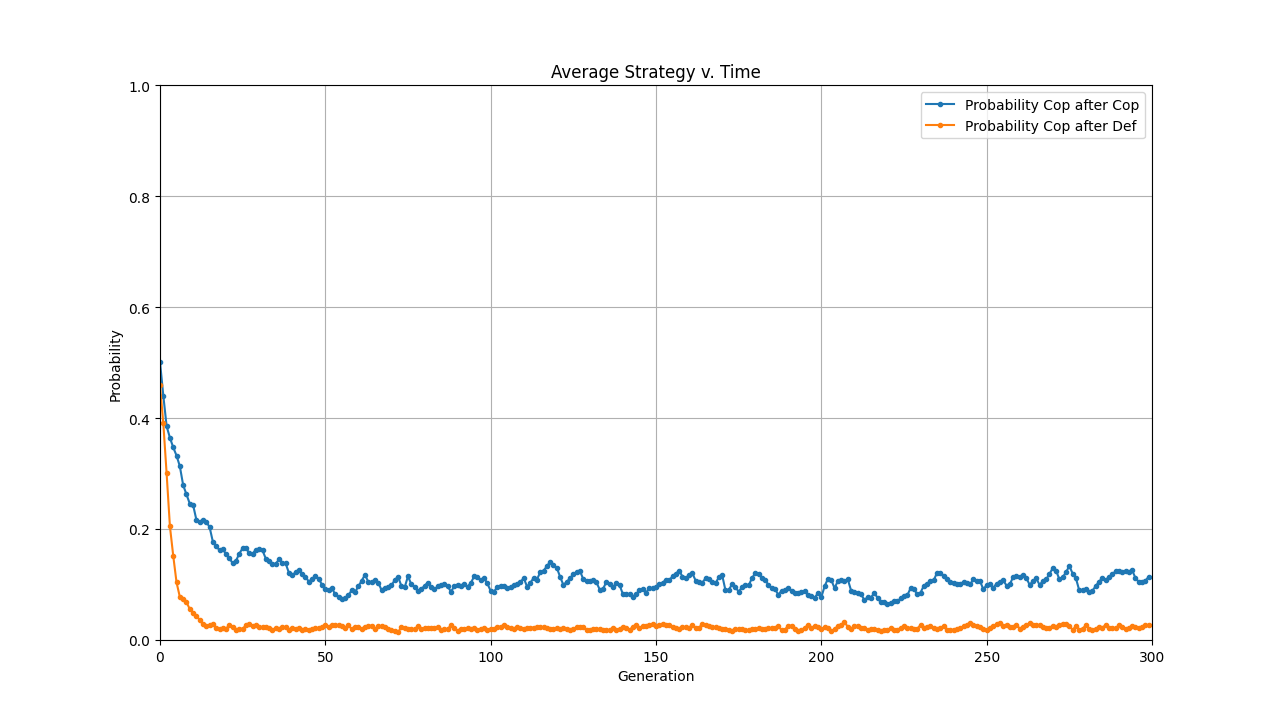 Average Strategy v. Time
Probability Cop after Cop
Probability Cop after Def
1.0
0.8
0.6
0.4
0.2
0.0
Probability
0 50 100 150 200 250 300
Generation